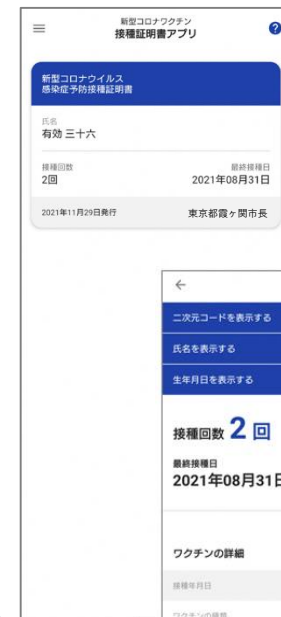 新型コロナワクチン
接種証明書アプリ
?
新型コロナウイルス
感染症予防接種証明書
氏名
有効 三十六
接種回数 最終接種日
2回 2021年08月31日
2021年11月29日発行 東京都霞ヶ関市長
←
二次元コードを表示する
氏名を表示する
生年月日を表示する
接種回数 2 回
最終接種日
2021年08月31日
ワクチンの詳細
接種年月日
ワクチンの種類